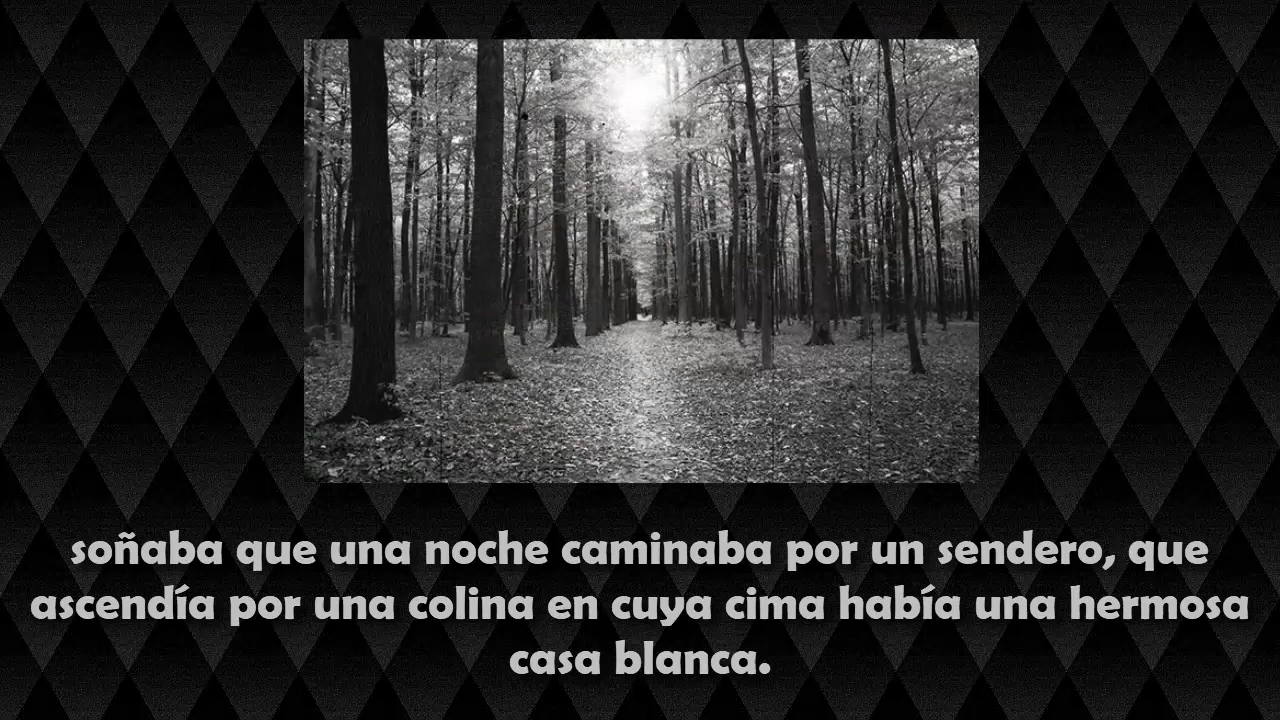 soñaba que una noche caminaba por un sendero, que
ascendía por una colina en cuya cima había una hermosa
casa blanca.